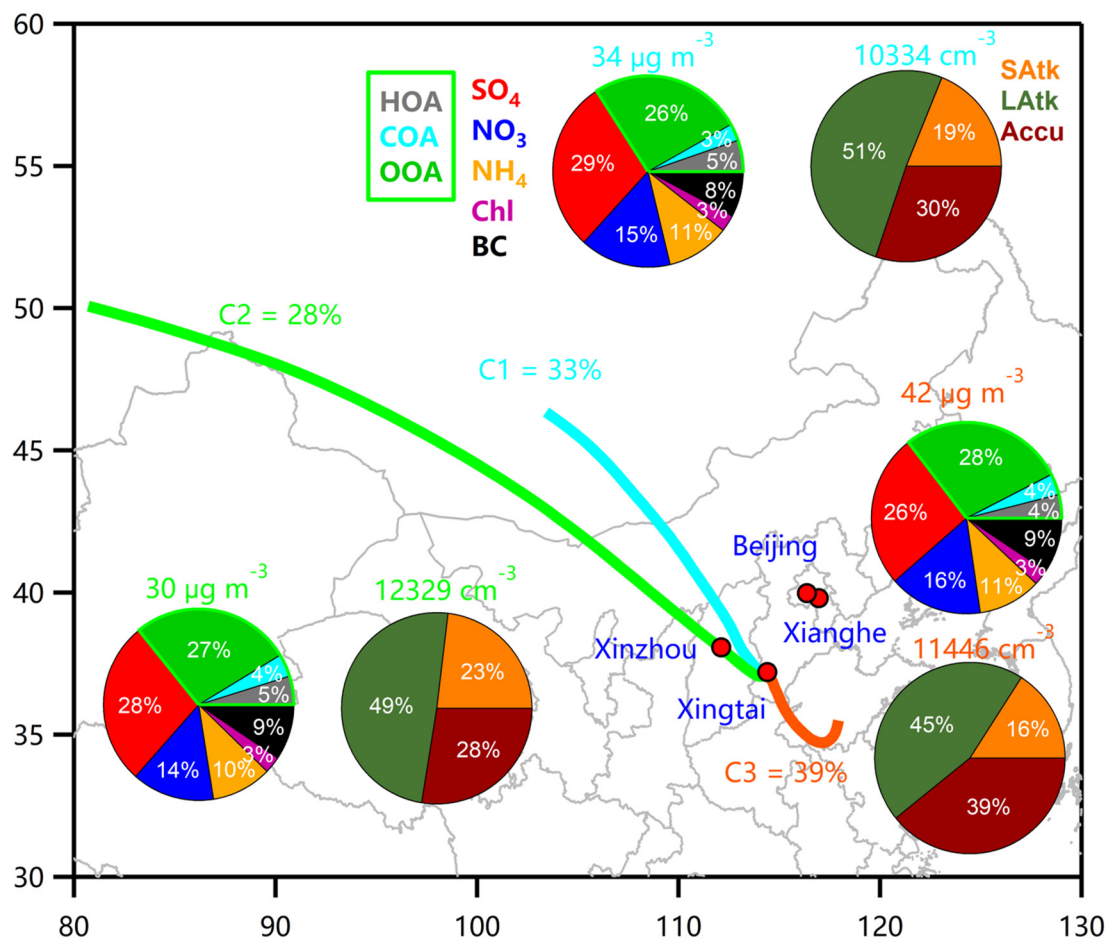 60
55
50
45
40
35
30
80
90
100
110
120
130
HOA
COA
OOA
SO₄
NO₃
NH₄
Chl
BC
34 µg m⁻³
26%
3%
5%
29%
8%
3%
15%
11%
10334 cm⁻³
SAtk
LAtk
Accu
51%
19%
30%
C2 = 28%
C1 = 33%
42 µg m⁻³
28%
4%
4%
26%
9%
3%
16%
11%
Beijing
Xianghe
Xinzhou
Xingtai
C3 = 39%
30 µg m⁻³
27%
4%
5%
28%
9%
3%
14%
10%
12329 cm⁻³
49%
23%
28%
11446 cm⁻³
45%
16%
39%